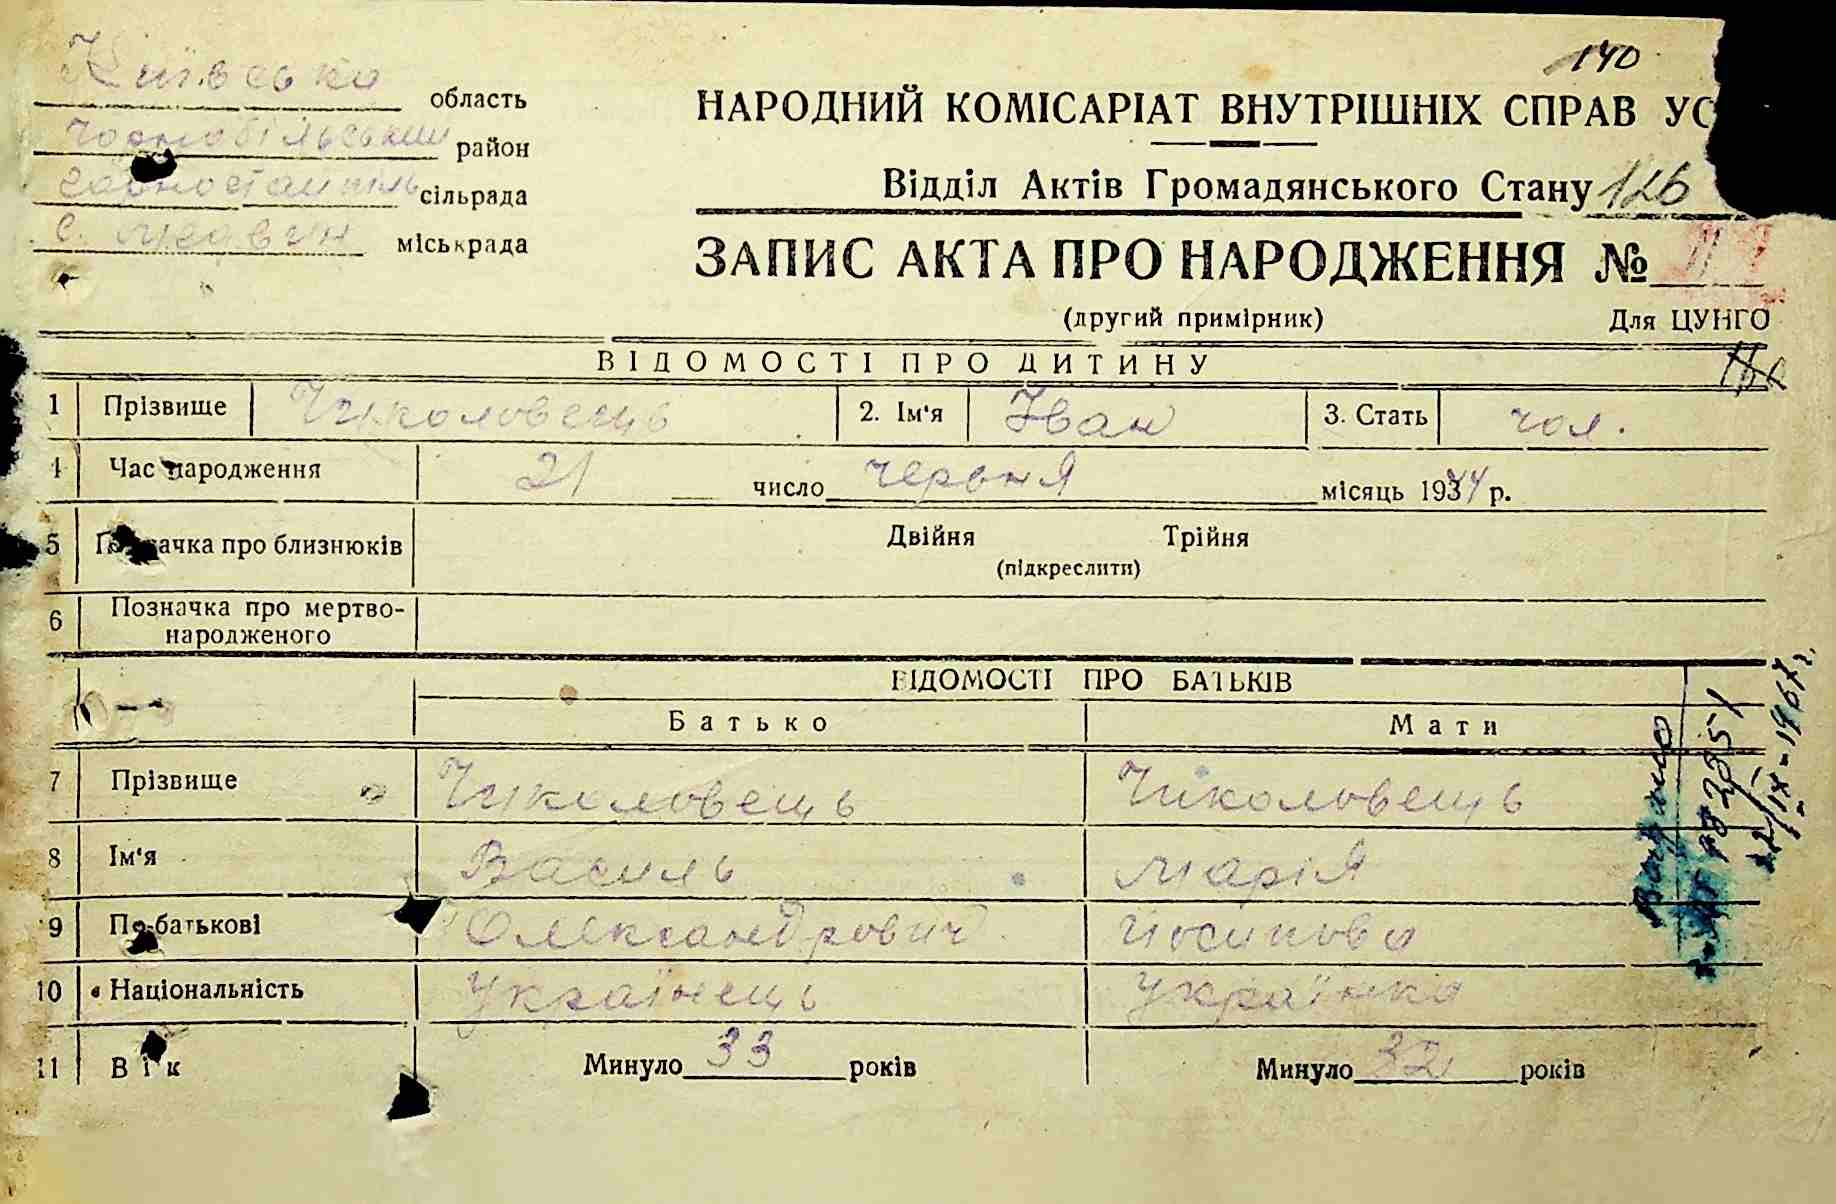 140
Київська область
Чорнобільський район
Горностайпіль сільрада
с. Медвин міськрада
НАРОДНИЙ КОМІСАРІАТ ВНУТРІШНІХ СПРАВ УС
Відділ Актів Громадянського Стану 126
ЗАПИС АКТА ПРО НАРОДЖЕННЯ №
(другий примірник) Для ЦУНГО
ВІДОМОСТІ ПРО ДИТИНУ
1 Прізвище Чиколовець 2. Ім'я Іван 3. Стать чол.
4 Час народження 21 число червня місяць 1934 р.
5 Позначка про близнюків Двійня Трійня
(підкреслити)
6 Позначка про мертво-
народженого
ВІДОМОСТІ ПРО БАТЬКІВ
Батько Мати
7 Прізвище Чиколовець Чиколовець
8 Ім'я Василь Марія
9 По-батькові Олександрович Йосипова
10 Національність Українець Українка
11 Вік Минуло 33 років Минуло 32 років